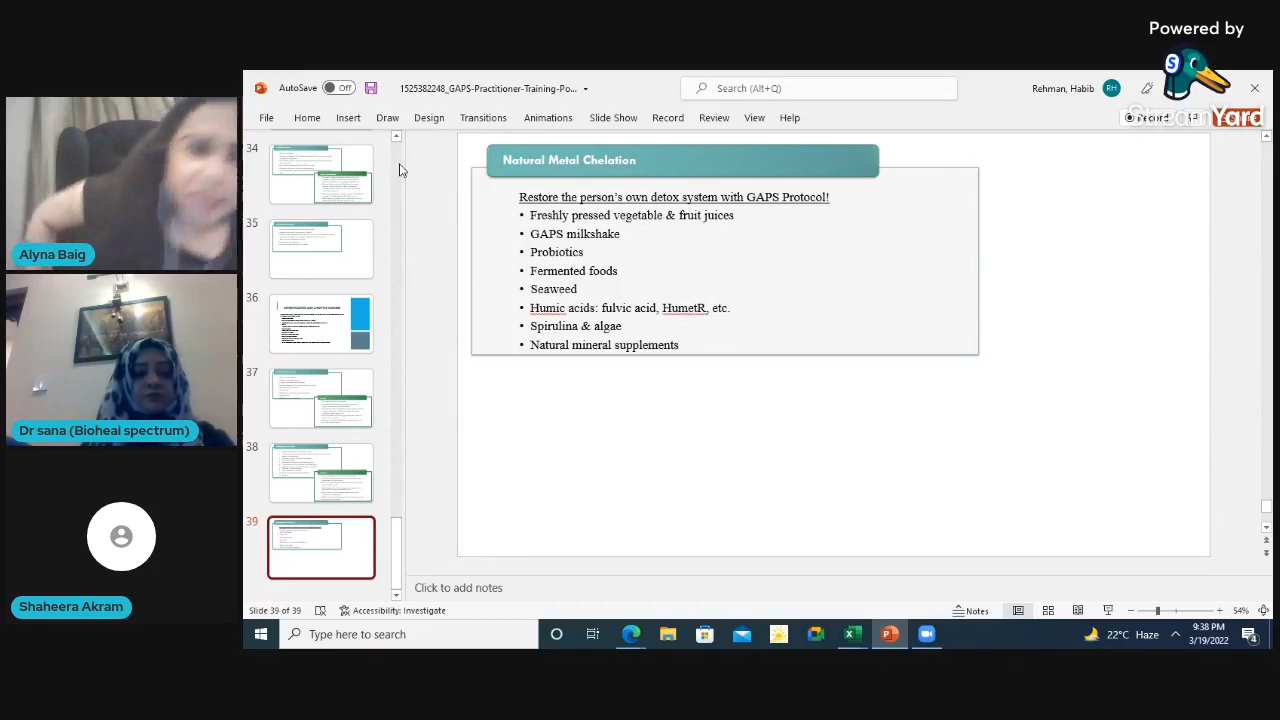 Powered by
StreamYard
AutoSave Off
1525382248_GAPS-Practitioner-Training-Po...
Search (Alt+Q)
Rehman, Habib RH
File Home Insert Draw Design Transitions Animations Slide Show Record Review View Help
Record
34
35
36
37
38
39
Natural Metal Chelation
Restore the person's own detox system with GAPS Protocol!
• Freshly pressed vegetable & fruit juices
• GAPS milkshake
• Probiotics
• Fermented foods
• Seaweed
• Humic acids: fulvic acid, HumetR, etc.
• Spirulina & algae
• Natural mineral supplements
Click to add notes
Slide 39 of 39 Accessibility: Investigate Notes 54%
Type here to search
22°C Haze
9:38 PM
3/19/2022
4
Alyna Baig
Dr sana (Bioheal spectrum)
Shaheera Akram